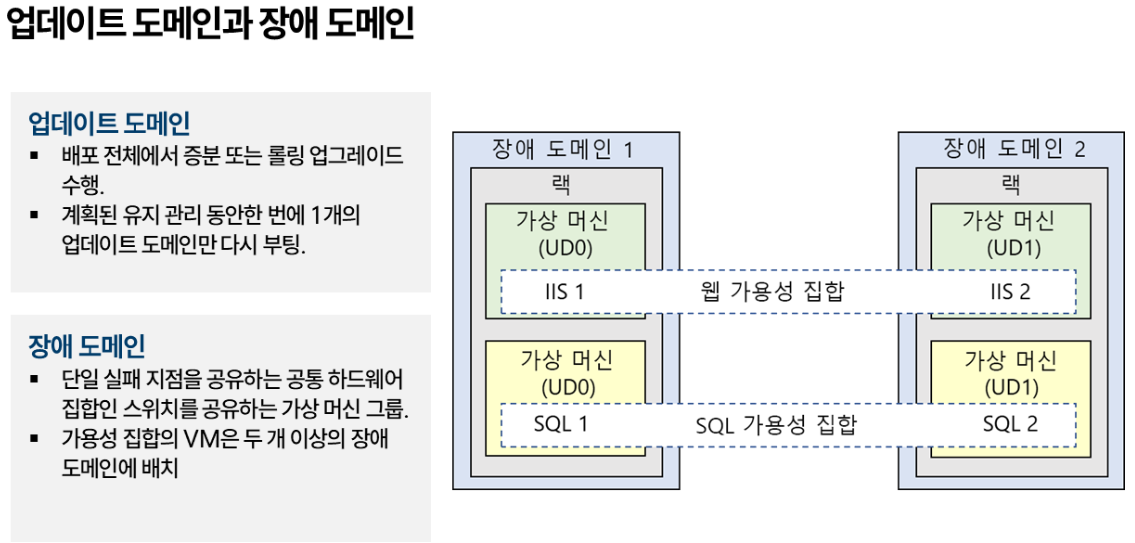 업데이트 도메인과 장애 도메인
업데이트 도메인
▪ 배포 전체에서 증분 또는 롤링 업그레이드
수행.
▪ 계획된 유지 관리 동안한 번에 1개의
업데이트 도메인만 다시 부팅.
장애 도메인
▪ 단일 실패 지점을 공유하는 공통 하드웨어
집합인 스위치를 공유하는 가상 머신 그룹.
▪ 가용성 집합의 VM은 두 개 이상의 장애
도메인에 배치
장애 도메인 1
랙
가상 머신
(UD0)
IIS 1
가상 머신
(UD0)
SQL 1
웹 가용성 집합
SQL 가용성 집합
장애 도메인 2
랙
가상 머신
(UD1)
IIS 2
가상 머신
(UD1)
SQL 2